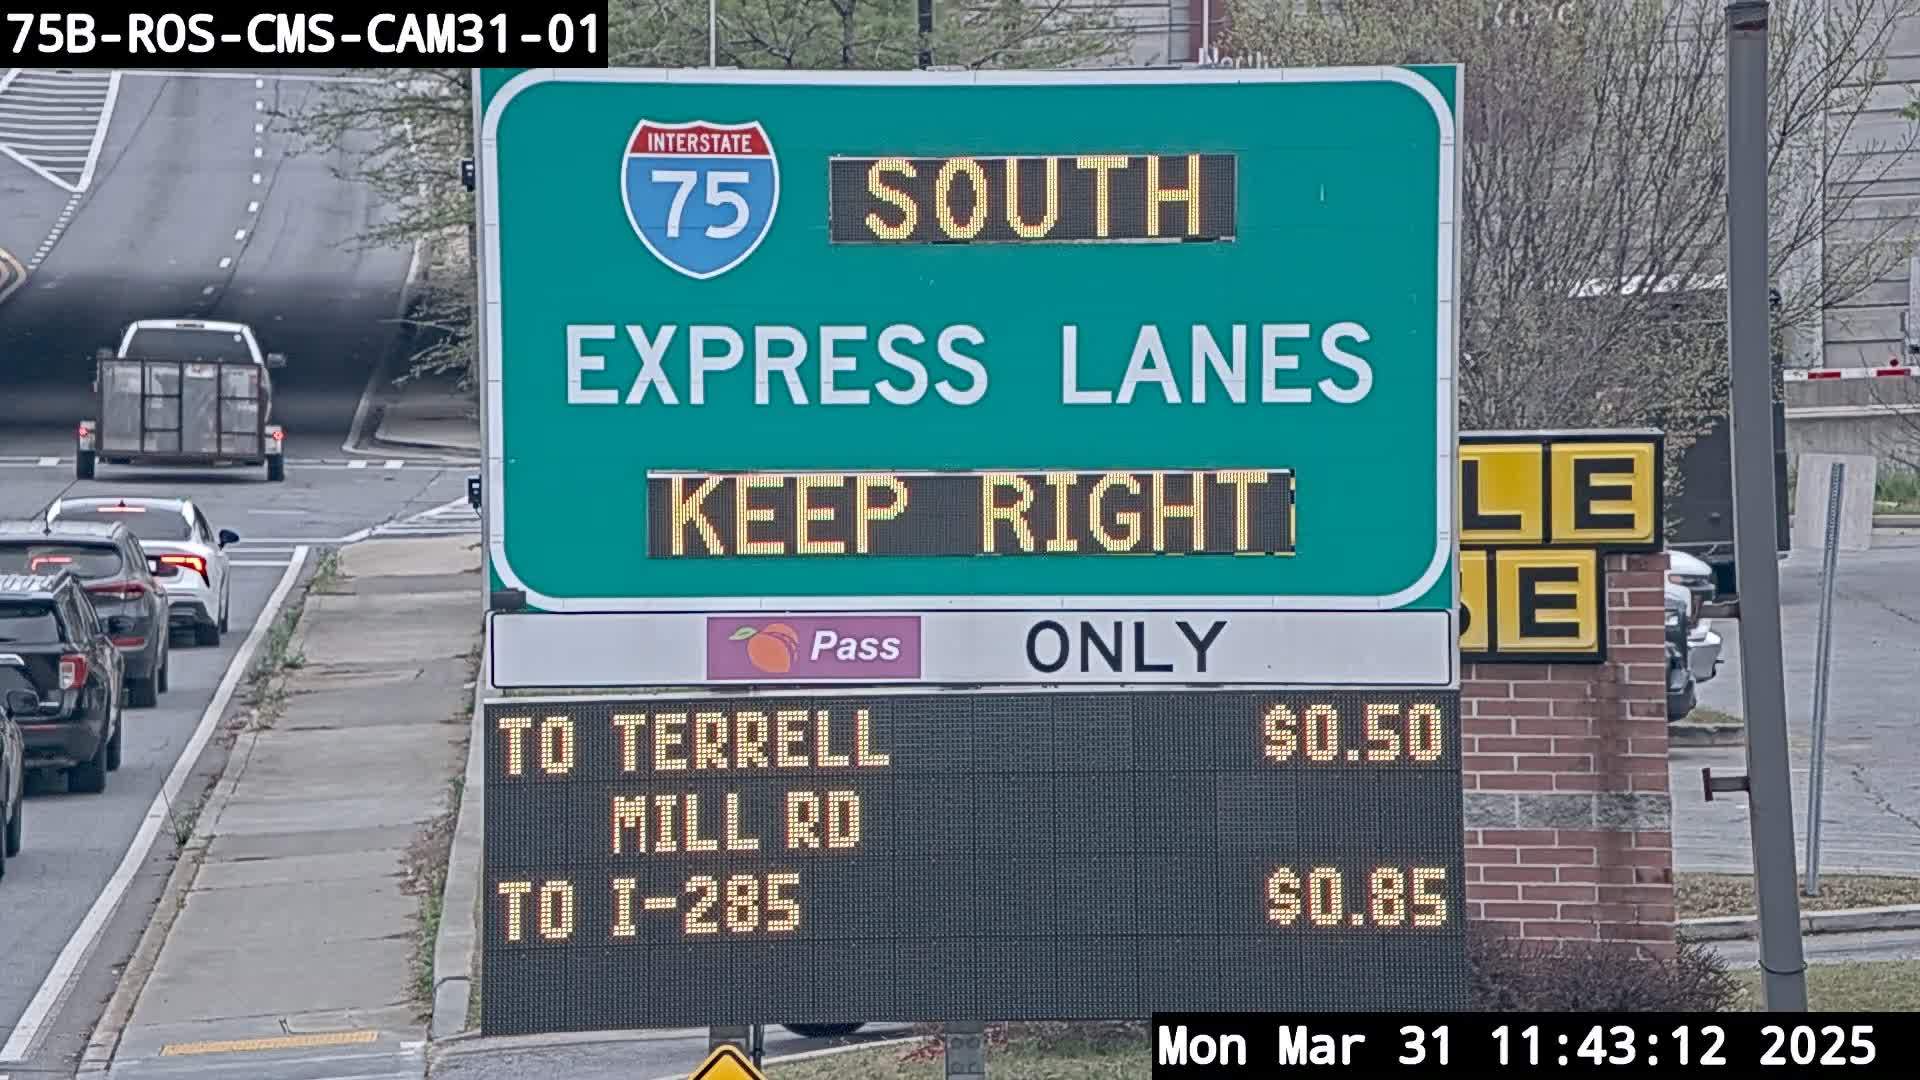 75B-ROS-CMS-CAM31-01
INTERSTATE
75
SOUTH
EXPRESS LANES
KEEP RIGHT
Pass ONLY
TO TERRELL $0.50
MILL RD
TO I-285 $0.85
LE
E
Mon Mar 31 11:43:12 2025